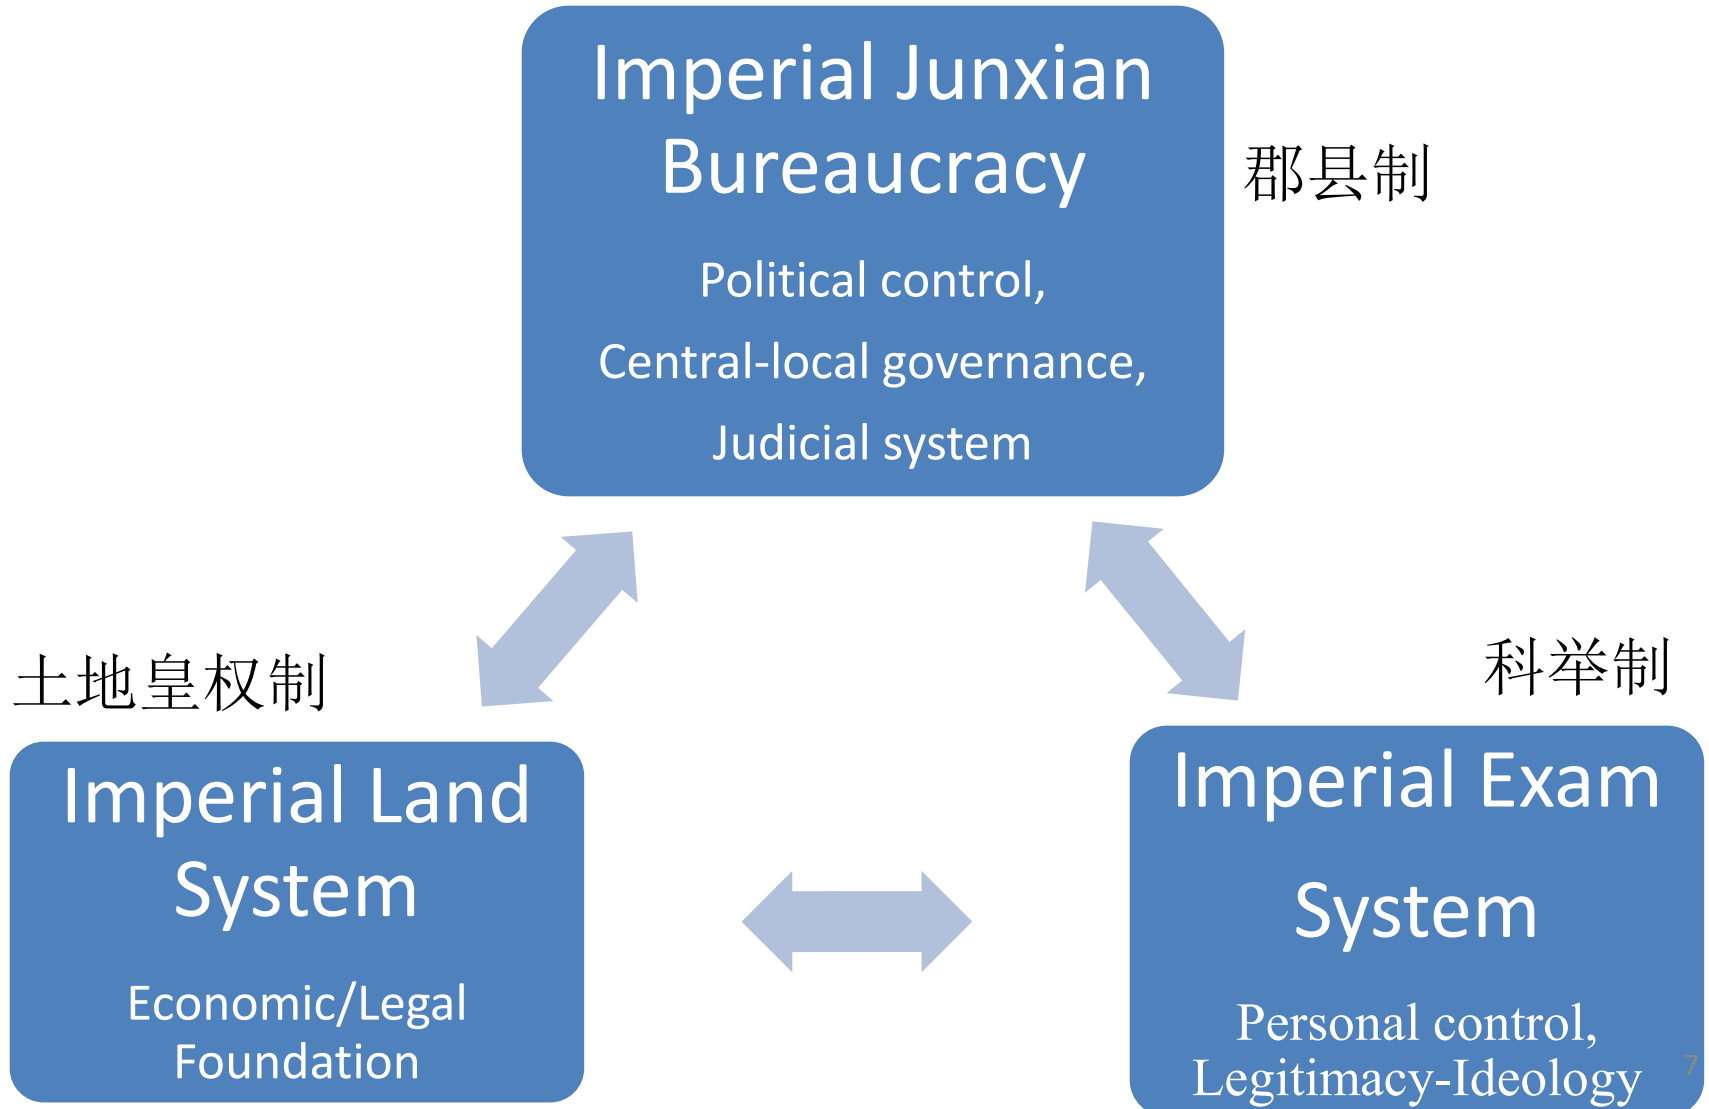 Imperial Junxian
Bureaucracy
郡县制
Political control,
Central-local governance,
Judicial system
土地皇权制
科举制
Imperial Land
System
Economic/Legal
Foundation
Imperial Exam
System
Personal control,
Legitimacy-Ideology
7